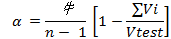 α = n̸ / n - 1 [1 - ∑Vi / Vtest]